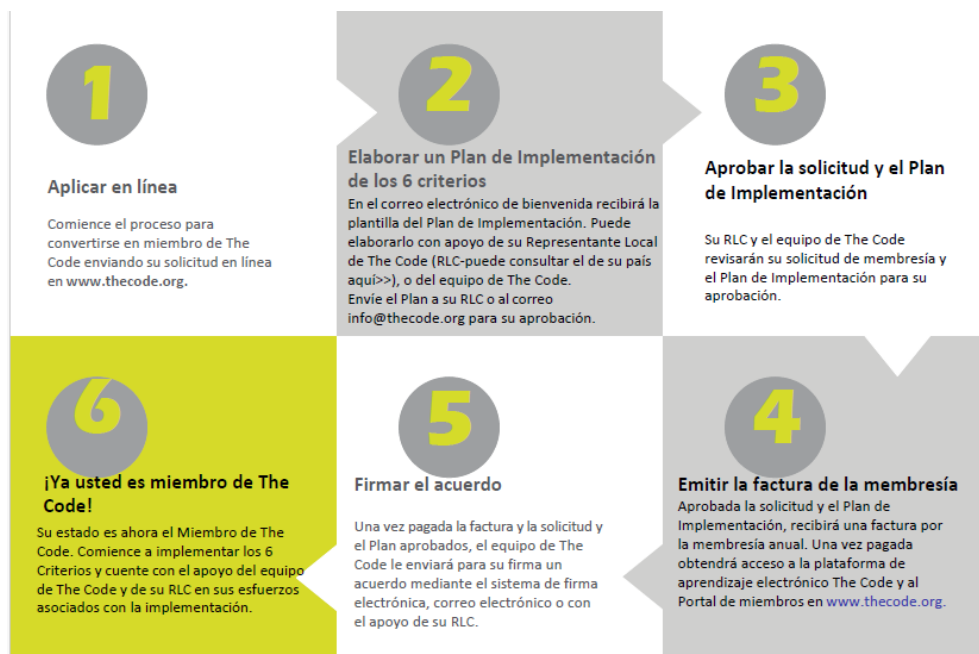 1
Aplicar en línea
Comience el proceso para
convertirse en miembro de The
Code enviando su solicitud en línea
en www.thecode.org.
2
Elaborar un Plan de Implementación
de los 6 criterios
En el correo electrónico de bienvenida recibirá la
plantilla del Plan de Implementación. Puede
elaborarlo con apoyo de su Representante Local
de The Code (RLC-puede consultar el de su país
aquí>>), o del equipo de The Code.
Envíe el Plan a su RLC o al correo
info@thecode.org para su aprobación.
3
Aprobar la solicitud y el Plan
de Implementación
Su RLC y el equipo de The Code
revisarán su solicitud de membresía y
el Plan de Implementación para su
aprobación.
4
Emitir la factura de la membresía
Aprobada la solicitud y el Plan de
Implementación, recibirá una factura por
la membresía anual. Una vez pagada
obtendrá acceso a la plataforma de
aprendizaje electrónico The Code y al
Portal de miembros en www.thecode.org.
5
Firmar el acuerdo
Una vez pagada la factura y la solicitud y
el Plan aprobados, el equipo de The
Code le enviará para su firma un
acuerdo mediante el sistema de firma
electrónica, correo electrónico o con
el apoyo de su RLC.
6
¡Ya usted es miembro de The
Code!
Su estado es ahora el Miembro de The
Code. Comience a implementar los 6
Criterios y cuente con el apoyo del equipo
de The Code y de su RLC en sus esfuerzos
asociados con la implementación.